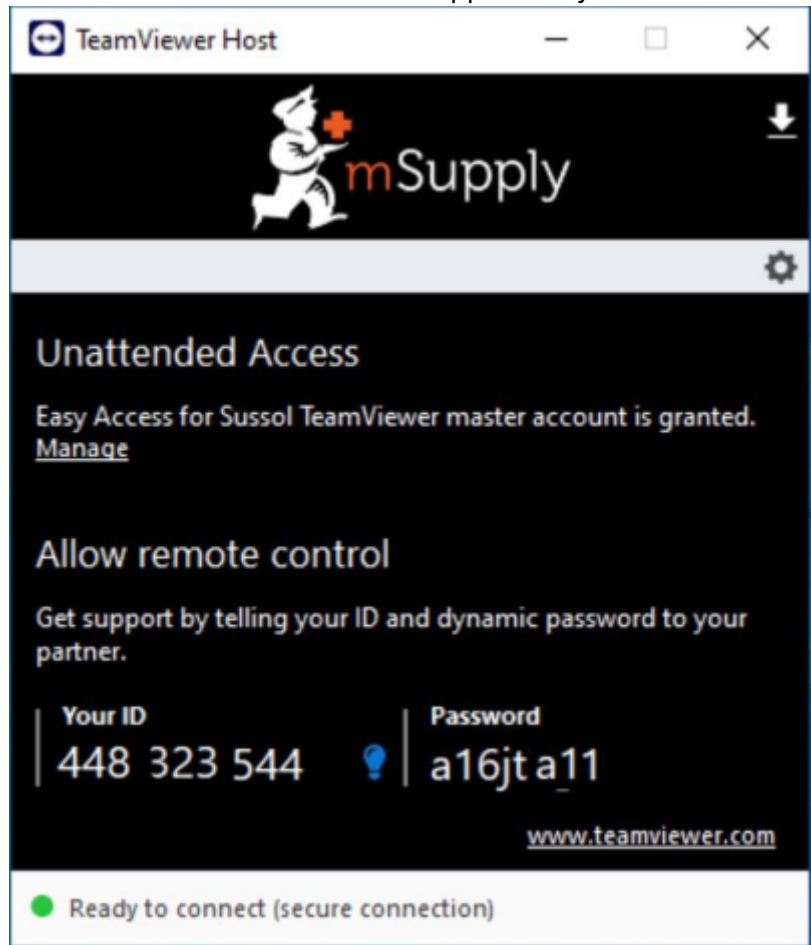 TeamViewer Host
mSupply
Unattended Access
Easy Access for Sussol TeamViewer master account is granted.
Manage
Allow remote control
Get support by telling your ID and dynamic password to your
partner.
Your ID
448 323 544
Password
a16jt a11
www.teamviewer.com
Ready to connect (secure connection)